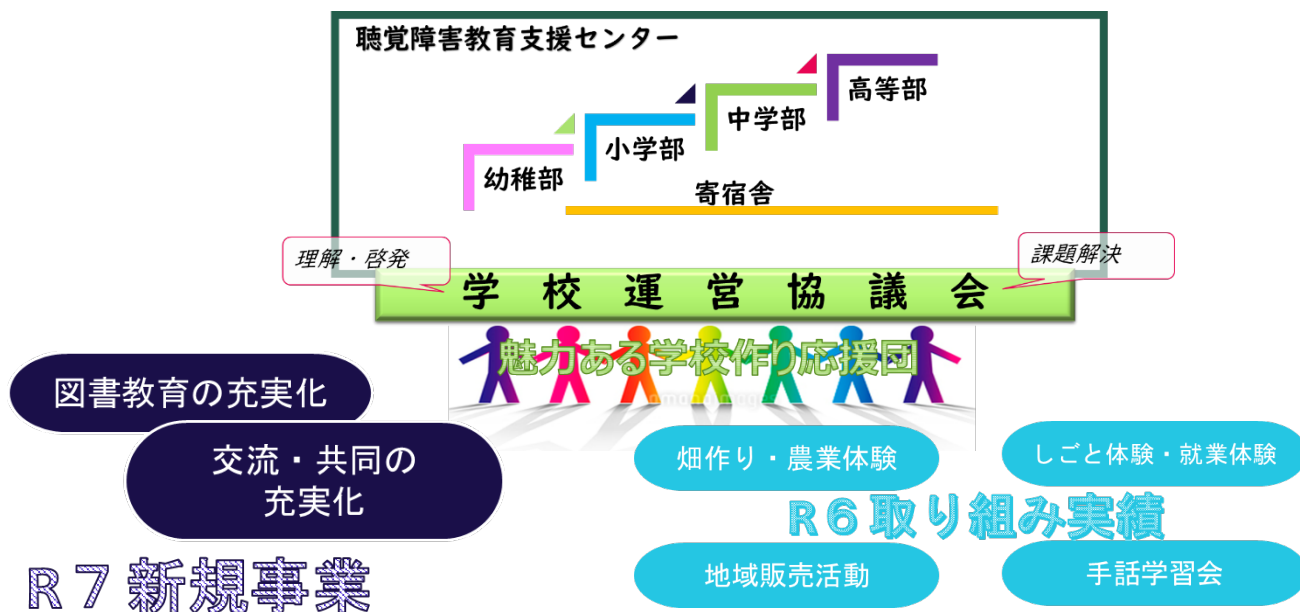 聴覚障害教育支援センター
高等部
中学部
小学部
幼稚部
寄宿舎
理解・啓発
課題解決
学校運営協議会
魅力ある学校作り応援団
図書教育の充実化
交流・共同の
充実化
R7新規事業
畑作り・農業体験
しごと体験・就業体験
R6取り組み実績
地域販売活動
手話学習会